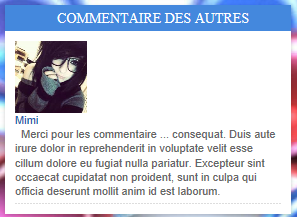 COMMENTAIRE DES AUTRES
Mimi
Merci pour les commentaire ... consequat. Duis aute
irure dolor in reprehenderit in voluptate velit esse
cillum dolore eu fugiat nulla pariatur. Excepteur sint
occaecat cupidatat non proident, sunt in culpa qui
officia deserunt mollit anim id est laborum.